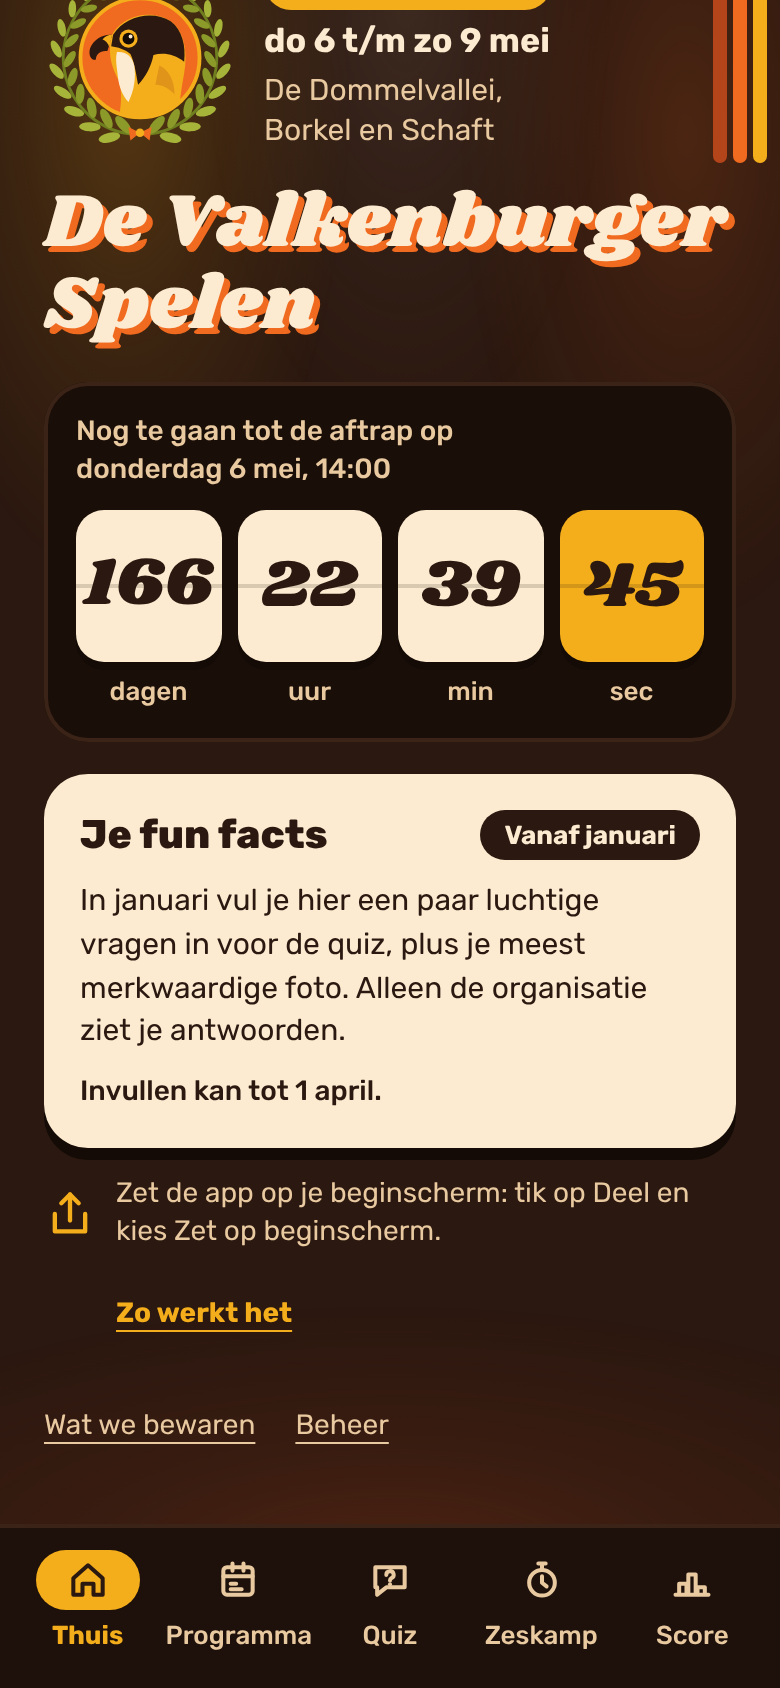 do 6 t/m zo 9 mei
De Dommelvallei,
Borkel en Schaft
De Valkenburger
Spelen
Nog te gaan tot de aftrap op
donderdag 6 mei, 14:00
166 22 39 45
dagen uur min sec
Je fun facts Vanaf januari
In januari vul je hier een paar luchtige
vragen in voor de quiz, plus je meest
merkwaardige foto. Alleen de organisatie
ziet je antwoorden.
Invullen kan tot 1 april.
Zet de app op je beginscherm: tik op Deel en
kies Zet op beginscherm.
Zo werkt het
Wat we bewaren Beheer
Thuis Programma Quiz Zeskamp Score